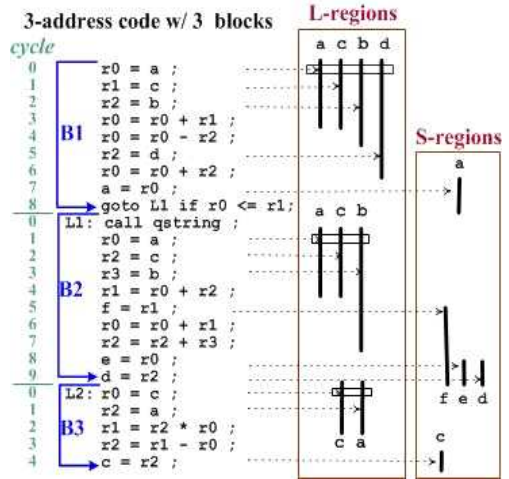 3-address code w/ 3 blocks L-regions
cycle a c b d
0 r0 = a ;
1 r1 = c ;
2 r2 = b ;
3 r0 = r0 + r1 ;
4 B1 r0 = r0 - r2 ;
5 r2 = d ; S-regions
6 r0 = r0 + r2 ; a
7 a = r0 ;
8 goto L1 if r0 <= r1;
0 L1: call qstring ; a c b
1 r0 = a ;
2 r2 = c ;
3 r3 = b ;
4 B2 r1 = r0 + r2 ;
5 f = r1 ;
6 r0 = r0 + r1 ;
7 r2 = r2 + r3 ;
8 e = r0 ;
9 d = r2 ;
f e d
0 L2: r0 = c ;
1 r2 = a ;
2 B3 r1 = r2 * r0 ;
3 r2 = r1 - r0 ; c a c
4 c = r2 ;